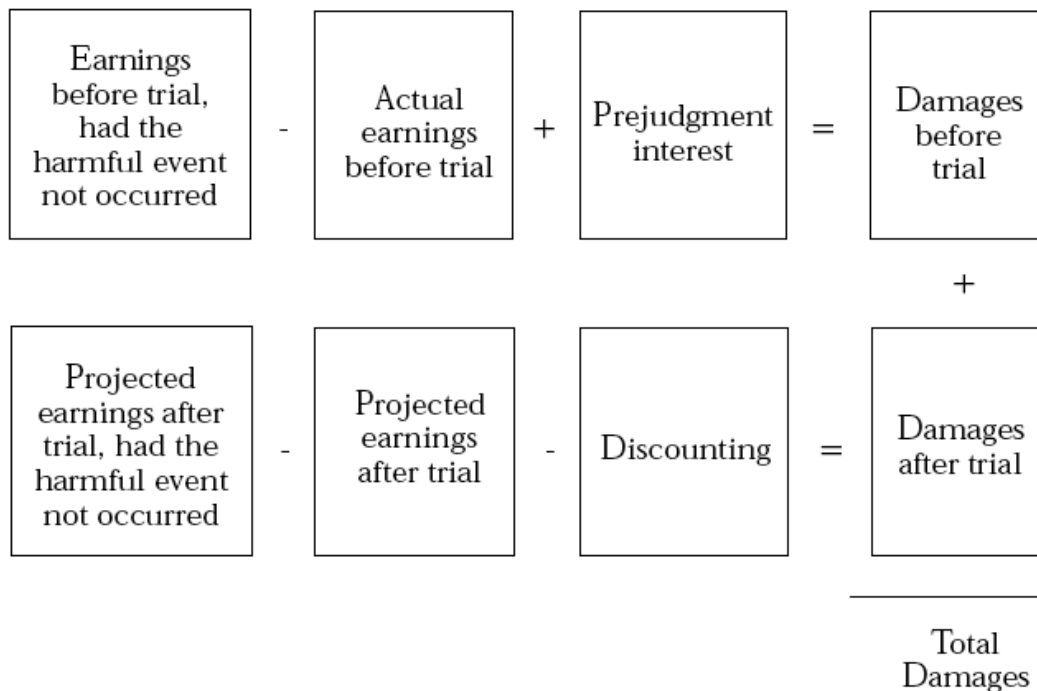 Earnings
before trial,
had the
harmful event
not occurred
-
Actual
earnings
before trial
+
Prejudgment
interest
=
Damages
before
trial
+
Projected
earnings after
trial, had the
harmful event
not occurred
-
Projected
earnings
after trial
-
Discounting
=
Damages
after trial
Total
Damages